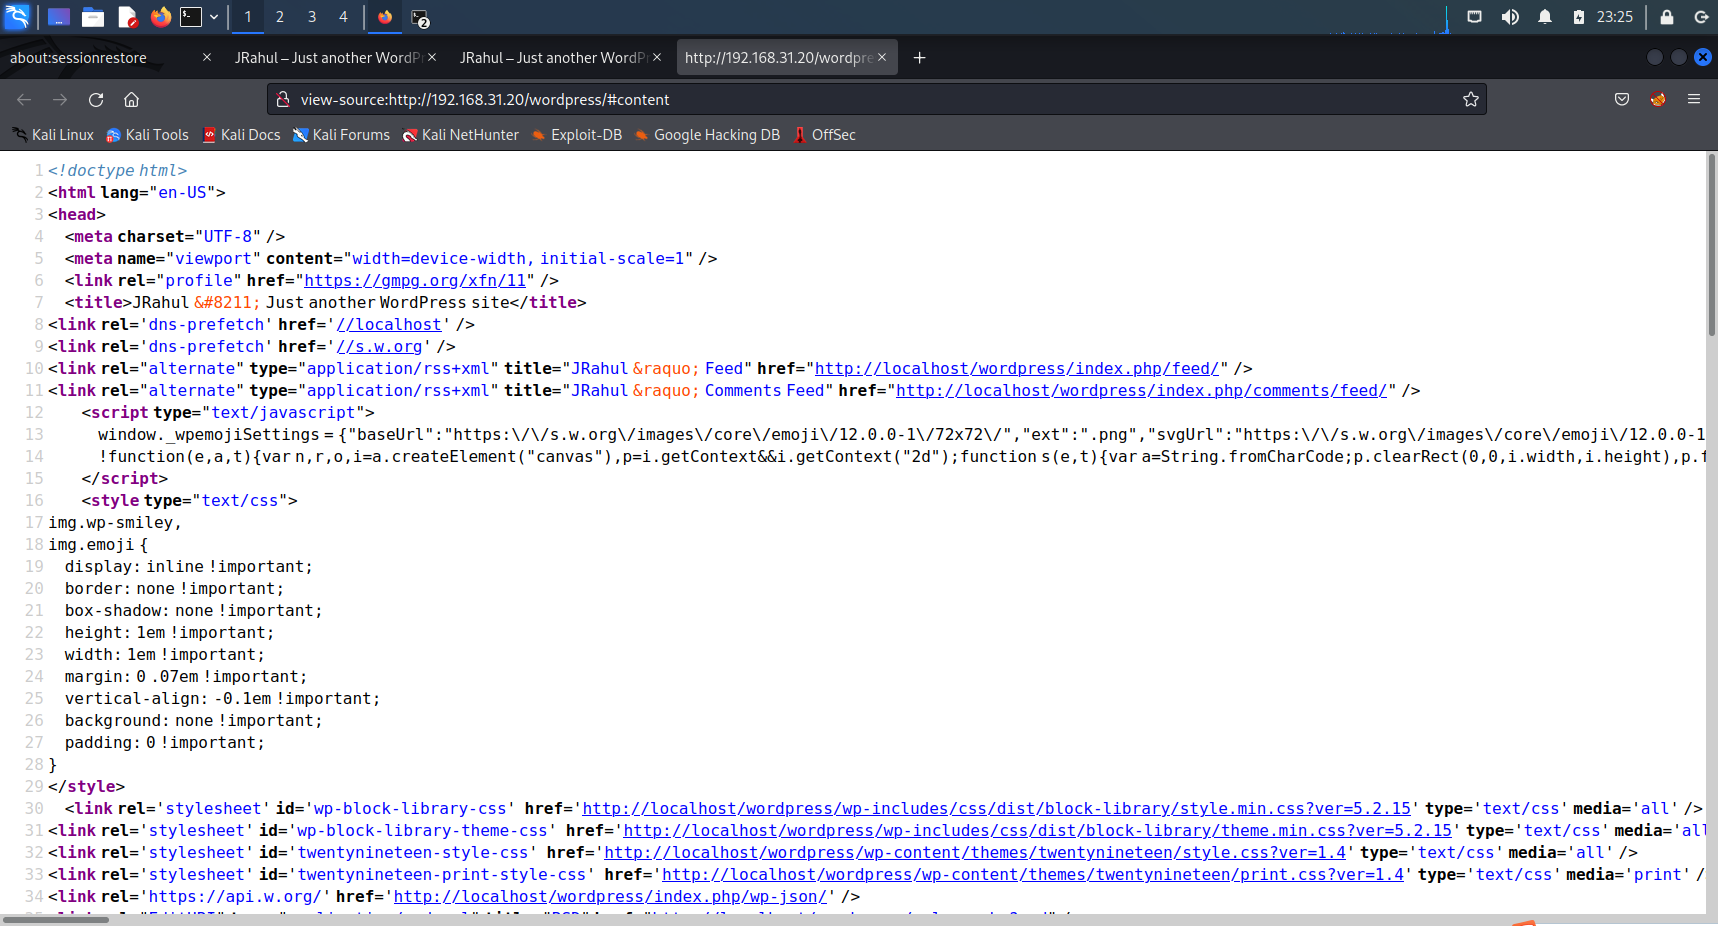 1 2 3 4 2 23:25
about:sessionrestore JRahul – Just another WordP JRahul – Just another WordP http://192.168.31.20/wordpre
view-source:http://192.168.31.20/wordpress/#content
Kali Linux Kali Tools Kali Docs Kali Forums Kali NetHunter Exploit-DB Google Hacking DB OffSec
1 <!doctype html>
2 <html lang="en-US">
3 <head>
4 <meta charset="UTF-8" />
5 <meta name="viewport" content="width=device-width, initial-scale=1" />
6 <link rel="profile" href="https://gmpg.org/xfn/11" />
7 <title>JRahul &#8211; Just another WordPress site</title>
8 <link rel='dns-prefetch' href='//localhost' />
9 <link rel='dns-prefetch' href='//s.w.org' />
10 <link rel="alternate" type="application/rss+xml" title="JRahul &raquo; Feed" href="http://localhost/wordpress/index.php/feed/" />
11 <link rel="alternate" type="application/rss+xml" title="JRahul &raquo; Comments Feed" href="http://localhost/wordpress/index.php/comments/feed/" />
12 <script type="text/javascript">
13 window._wpemojiSettings = {"baseUrl":"https:\/\/s.w.org\/images\/core\/emoji\/12.0.0-1\/72x72\/","ext":".png","svgUrl":"https:\/\/s.w.org\/images\/core\/emoji\/12.0.0-1
14 !function(e,a,t){var n,r,o,i=a.createElement("canvas"),p=i.getContext&&i.getContext("2d");function s(e,t){var a=String.fromCharCode;p.clearRect(0,0,i.width,i.height),p.f
15 </script>
16 <style type="text/css">
17 img.wp-smiley,
18 img.emoji {
19 display: inline !important;
20 border: none !important;
21 box-shadow: none !important;
22 height: 1em !important;
23 width: 1em !important;
24 margin: 0 .07em !important;
25 vertical-align: -0.1em !important;
26 background: none !important;
27 padding: 0 !important;
28 }
29 </style>
30 <link rel='stylesheet' id='wp-block-library-css' href='http://localhost/wordpress/wp-includes/css/dist/block-library/style.min.css?ver=5.2.15' type='text/css' media='all' />
31 <link rel='stylesheet' id='wp-block-library-theme-css' href='http://localhost/wordpress/wp-includes/css/dist/block-library/theme.min.css?ver=5.2.15' type='text/css' media='all
32 <link rel='stylesheet' id='twentynineteen-style-css' href='http://localhost/wordpress/wp-content/themes/twentynineteen/style.css?ver=1.4' type='text/css' media='all' />
33 <link rel='stylesheet' id='twentynineteen-print-style-css' href='http://localhost/wordpress/wp-content/themes/twentynineteen/print.css?ver=1.4' type='text/css' media='print' /
34 <link rel='https://api.w.org/' href='http://localhost/wordpress/index.php/wp-json/' />